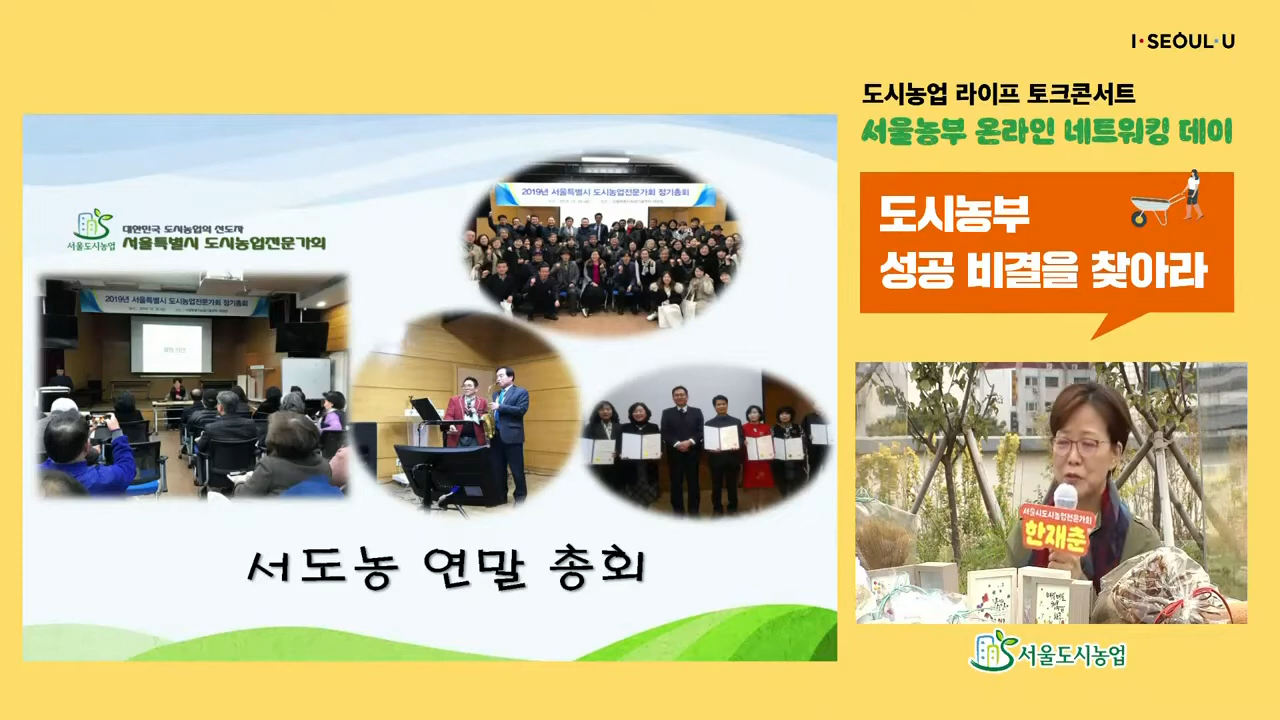 I·SEOUL·U
도시농업 라이프 토크콘서트
서울농부 온라인 네트워킹 데이
도시농부
성공 비결을 찾아라
서울도시농업
대한민국 도시농업의 선도자
서울특별시 도시농업전문가회
2019년 서울특별시 도시농업전문가회 정기총회
2019년 서울특별시 도시농업전문가회 정기총회
서도농 연말 총회
서울시도시농업전문가회
한재춘
서울도시농업